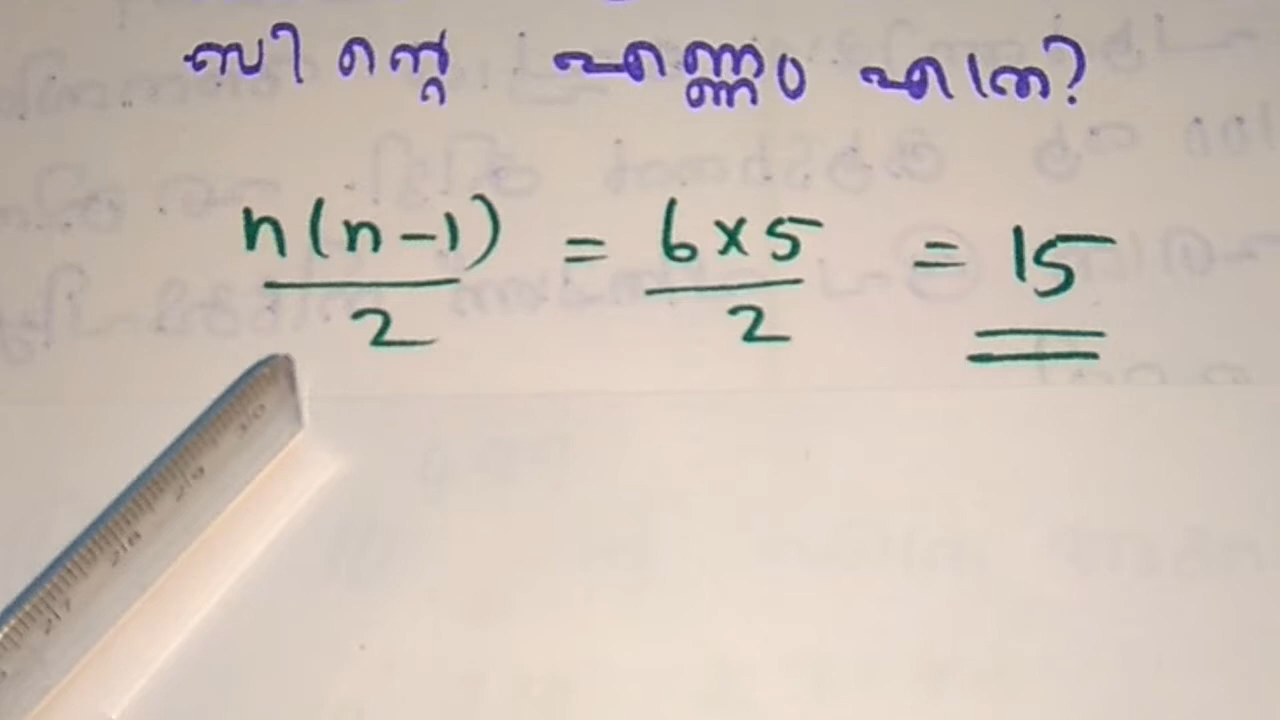 എണ്ണം എത്ര?
n(n-1)/2 = 6x5/2 = 15